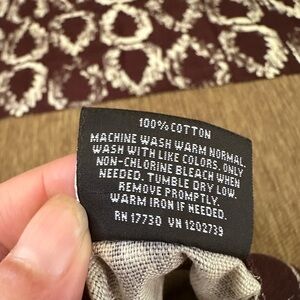 100% COTTON
MACHINE WASH WARM NORMAL.
WASH WITH LIKE COLORS. ONLY
NON-CHLORINE BLEACH WHEN
NEEDED. TUMBLE DRY LOW.
REMOVE PROMPTLY.
WARM IRON IF NEEDED.
RN 17730 VN 1202739